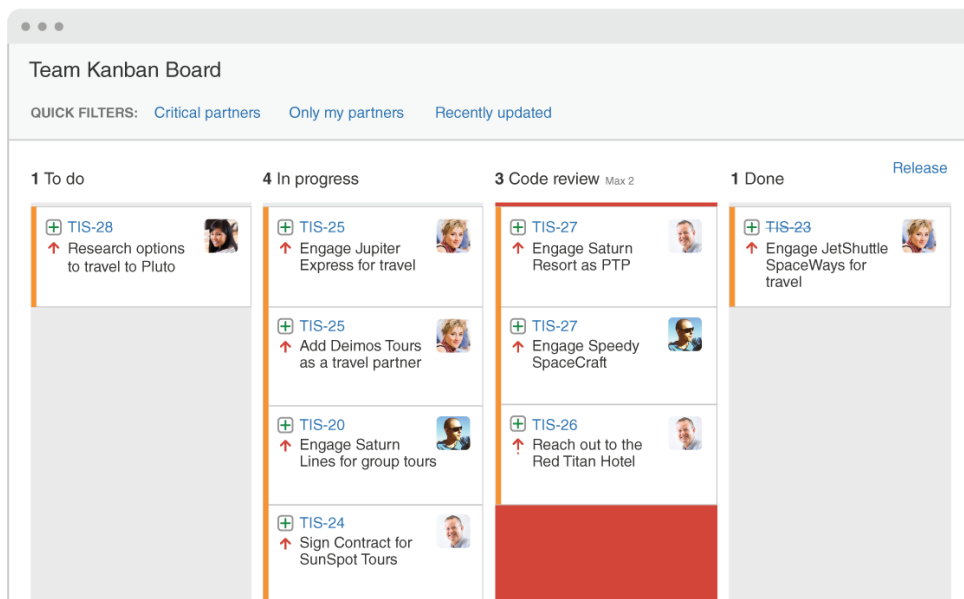 Team Kanban Board
QUICK FILTERS: Critical partners Only my partners Recently updated
Release
1 To do
TIS-28
Research options
to travel to Pluto
4 In progress
TIS-25
Engage Jupiter
Express for travel
TIS-25
Add Deimos Tours
as a travel partner
TIS-20
Engage Saturn
Lines for group tours
TIS-24
Sign Contract for
SunSpot Tours
3 Code review Max 2
TIS-27
Engage Saturn
Resort as PTP
TIS-27
Engage Speedy
SpaceCraft
TIS-26
Reach out to the
Red Titan Hotel
1 Done
TIS-23
Engage JetShuttle
SpaceWays for
travel